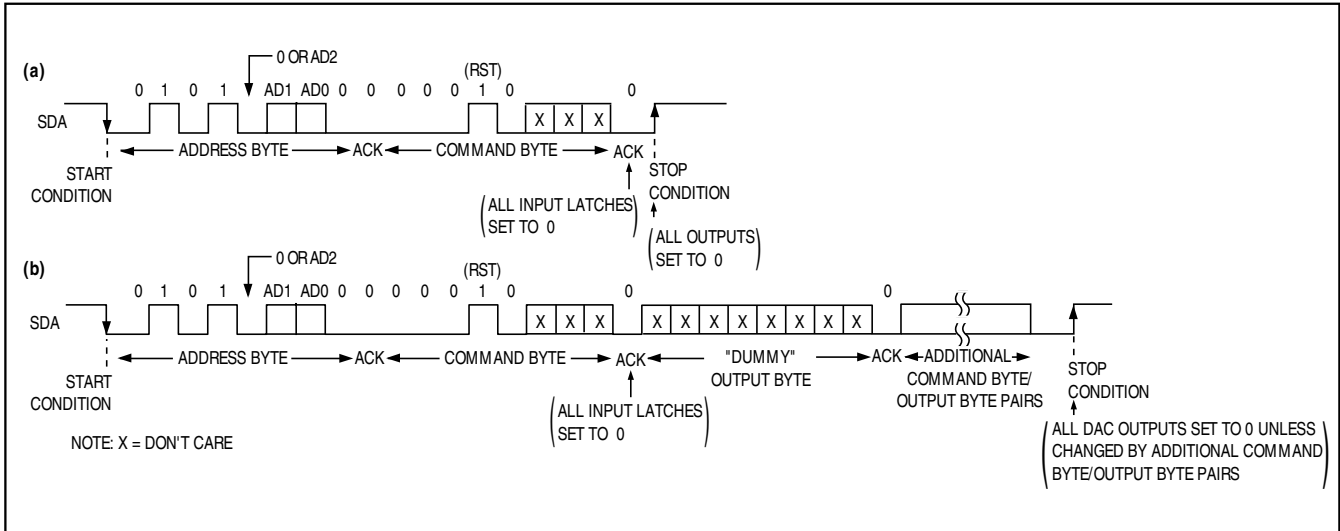 0 OR AD2
(a)
(RST)
0 1 0 1 AD1 AD0 0 0 0 0 0 1 0 0
SDA
X X X
ADDRESS BYTE ACK COMMAND BYTE ACK
START
CONDITION
STOP
CONDITION
(ALL INPUT LATCHES
SET TO 0)
(ALL OUTPUTS
SET TO 0)
0 OR AD2
(b)
(RST)
0 1 0 1 AD1 AD0 0 0 0 0 0 1 0 0 0
SDA
X X X X X X X X X X X
ADDRESS BYTE ACK COMMAND BYTE ACK "DUMMY"
OUTPUT BYTE ACK ADDITIONAL
COMMAND BYTE/
OUTPUT BYTE PAIRS
START
CONDITION
STOP
CONDITION
(ALL INPUT LATCHES
SET TO 0)
(ALL DAC OUTPUTS SET TO 0 UNLESS
CHANGED BY ADDITIONAL COMMAND
BYTE/OUTPUT BYTE PAIRS)
NOTE: X = DON'T CARE